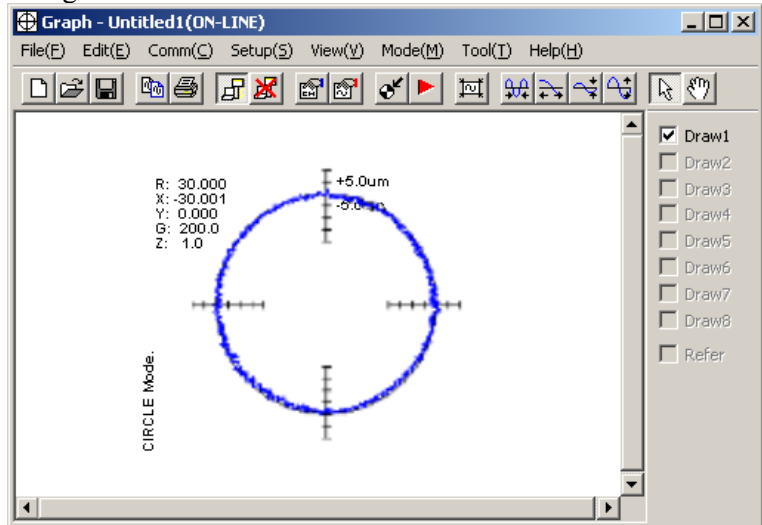 Graph - Untitled1(ON-LINE)
File(F) Edit(E) Comm(C) Setup(S) View(V) Mode(M) Tool(T) Help(H)
+5.0um
R: 30.000
X: -30.001
Y: 0.000
G: 200.0
Z: 1.0
CIRCLE Mode.
Draw1
Draw2
Draw3
Draw4
Draw5
Draw6
Draw7
Draw8
Refer